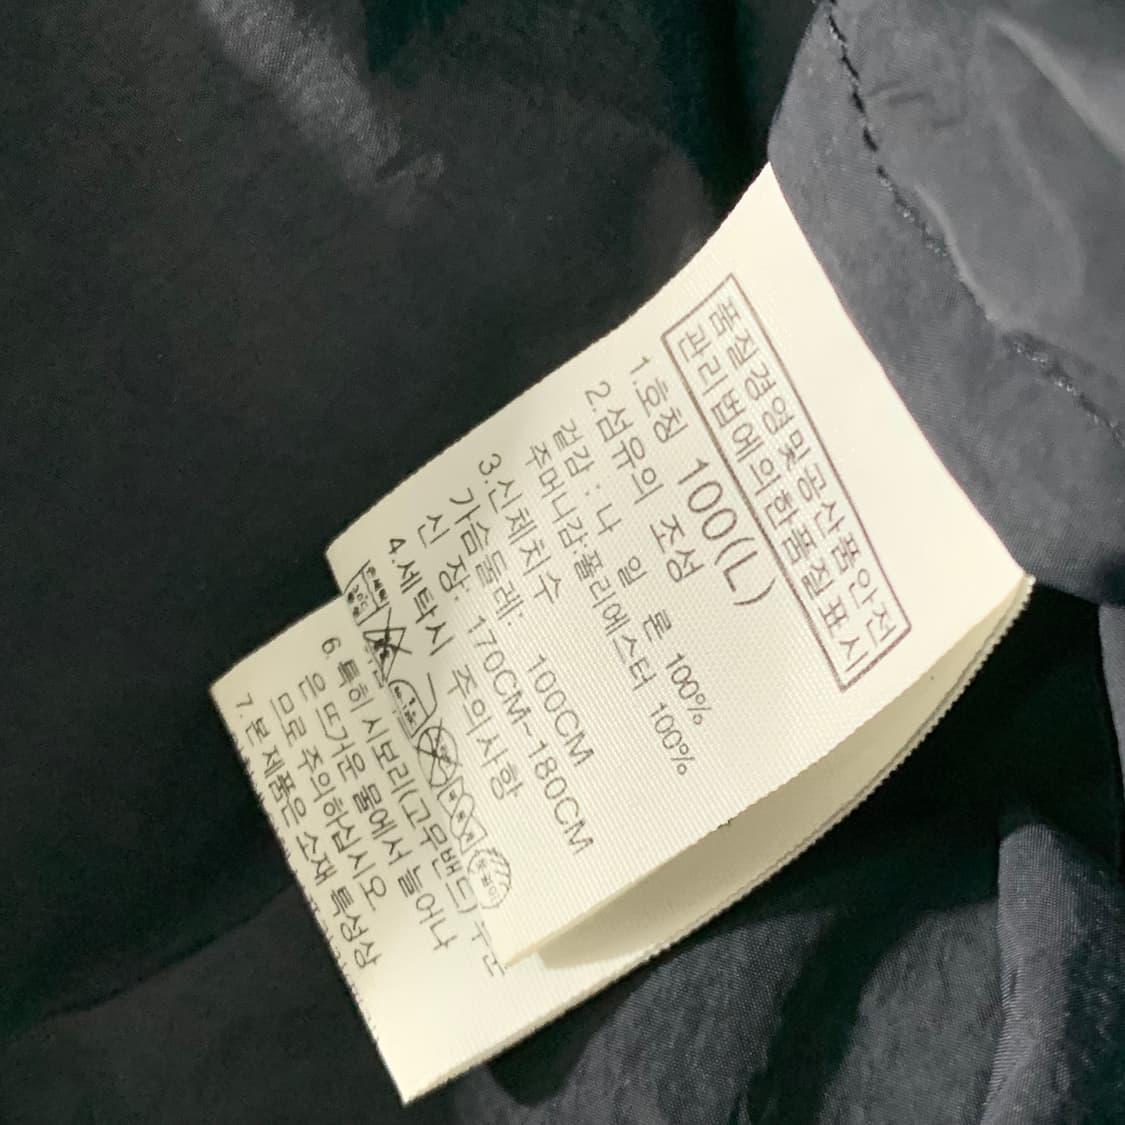 품질경영및공산품안전
관리법에의한품질표시
1.호칭 100(L)
2.섬유의 조성
겉감 : 나 일 론 100%
주머니감:폴리에스터 100%
3.신체치수
가슴둘레: 100CM
신 장: 170CM~180CM
4.세탁시 주의사항
6.특히 시보리(고무밴드)
은 뜨거운 물에서 늘어나
므로 주의하십시오
7.본 제품은 소재 특성상